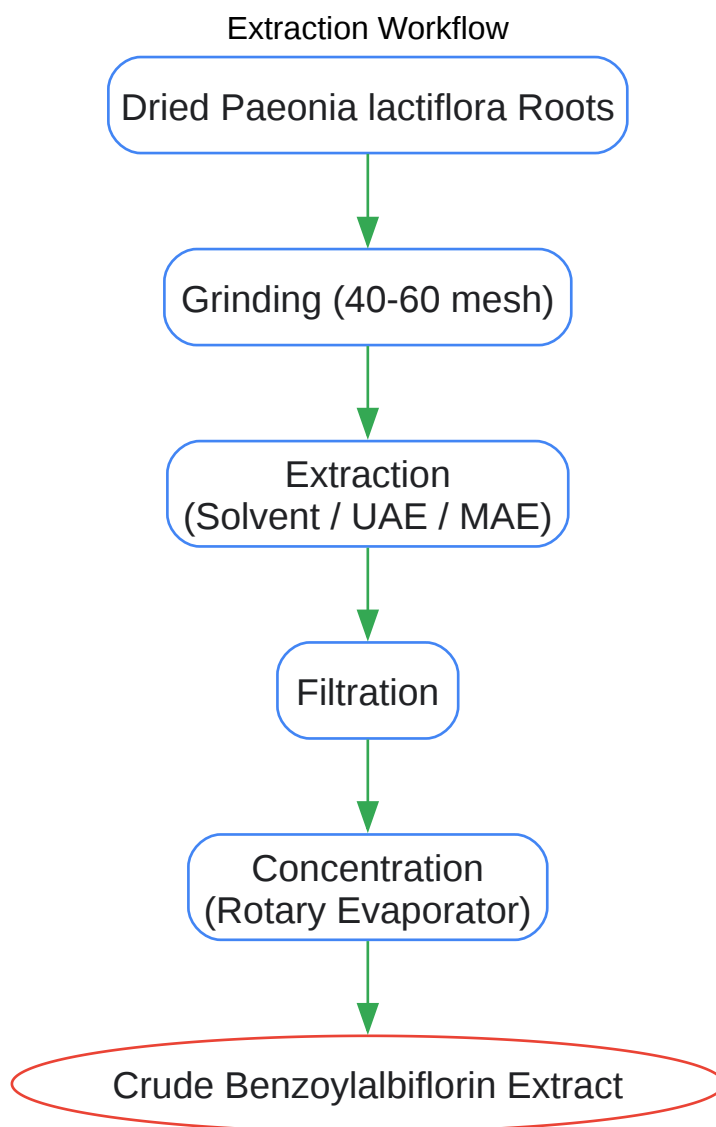 Extraction Workflow
Dried Paeonia lactiflora Roots
Grinding (40-60 mesh)
Extraction
(Solvent / UAE / MAE)
Filtration
Concentration
(Rotary Evaporator)
Crude Benzoylalbiflorin Extract